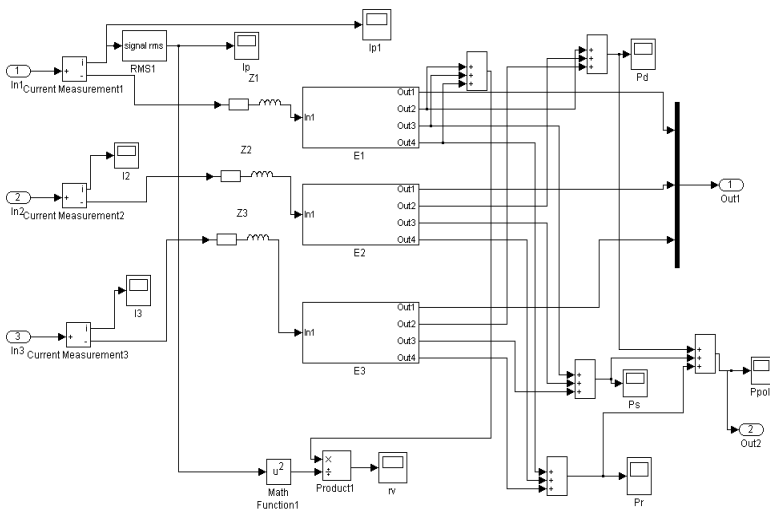 Ip1
signal rms
RMS1
Ip
1
In1
+
i
-
Current Measurement1
Z1
In1
Out1
Out2
Out3
Out4
E1
+
+
+
+
+
+
Pd
2
In2
+
i
-
Current Measurement2
I2
Z2
In1
Out1
Out2
Out3
Out4
E2
1
Out1
3
In3
+
i
-
Current Measurement3
I3
Z3
In1
Out1
Out2
Out3
Out4
E3
+
+
+
Ps
+
+
+
Ppol
2
Out2
u²
Math
Function1
×
÷
Product1
rv
+
+
+
Pr